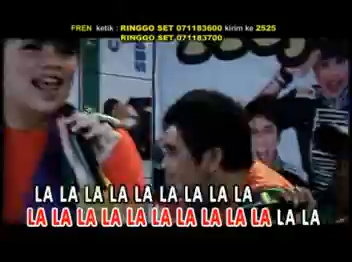 FREN ketik : RINGGO SET 071183600 kirim ke 2525
RINGGO SET 071183700
LA LA LA LA LA LA LA LA LA
LA LA LA LA LA LA LA LA LA LA LA LA